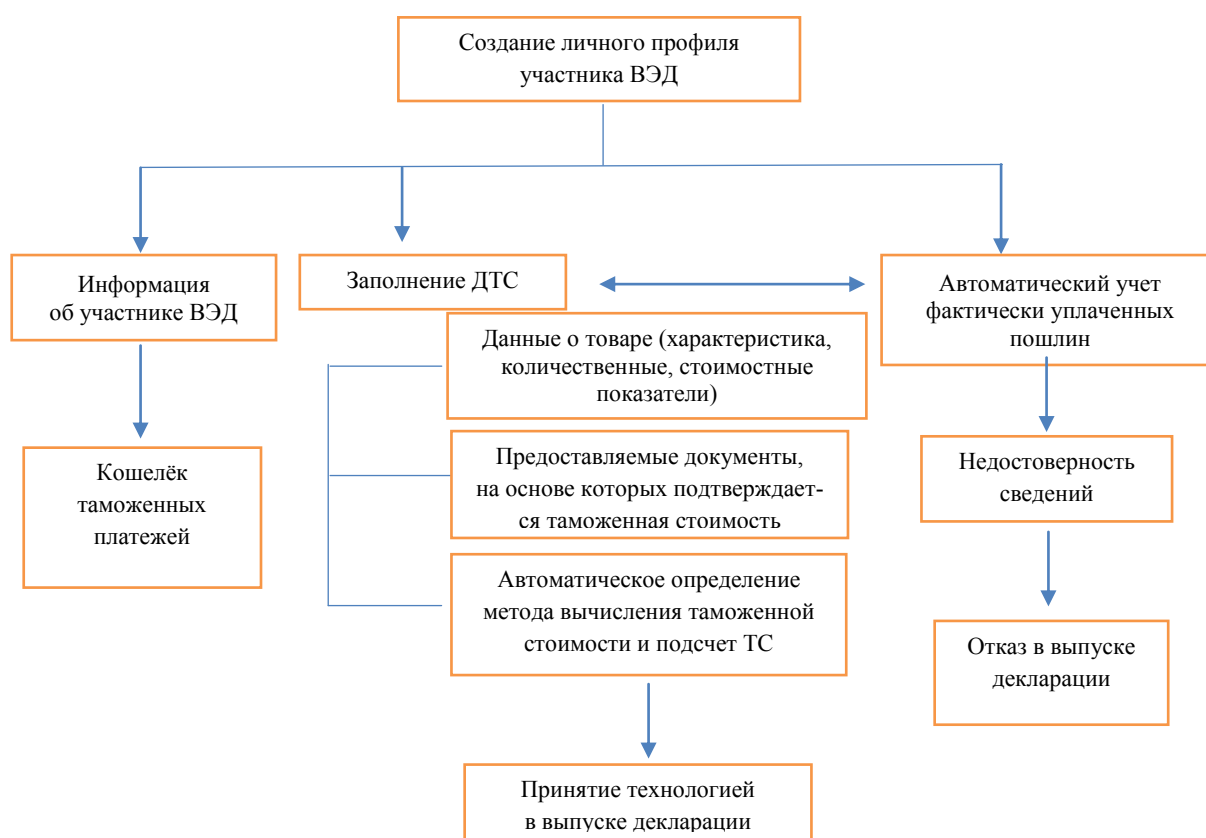 Создание личного профиля
участника ВЭД
Информация
об участнике ВЭД
Заполнение ДТС
Автоматический учет
фактически уплаченных
пошлин
Данные о товаре (характеристика,
количественные, стоимостные
показатели)
Кошелёк
таможенных
платежей
Предоставляемые документы,
на основе которых подтверждает-
ся таможенная стоимость
Недостоверность
сведений
Автоматическое определение
метода вычисления таможенной
стоимости и подсчет ТС
Отказ в выпуске
декларации
Принятие технологией
в выпуске декларации